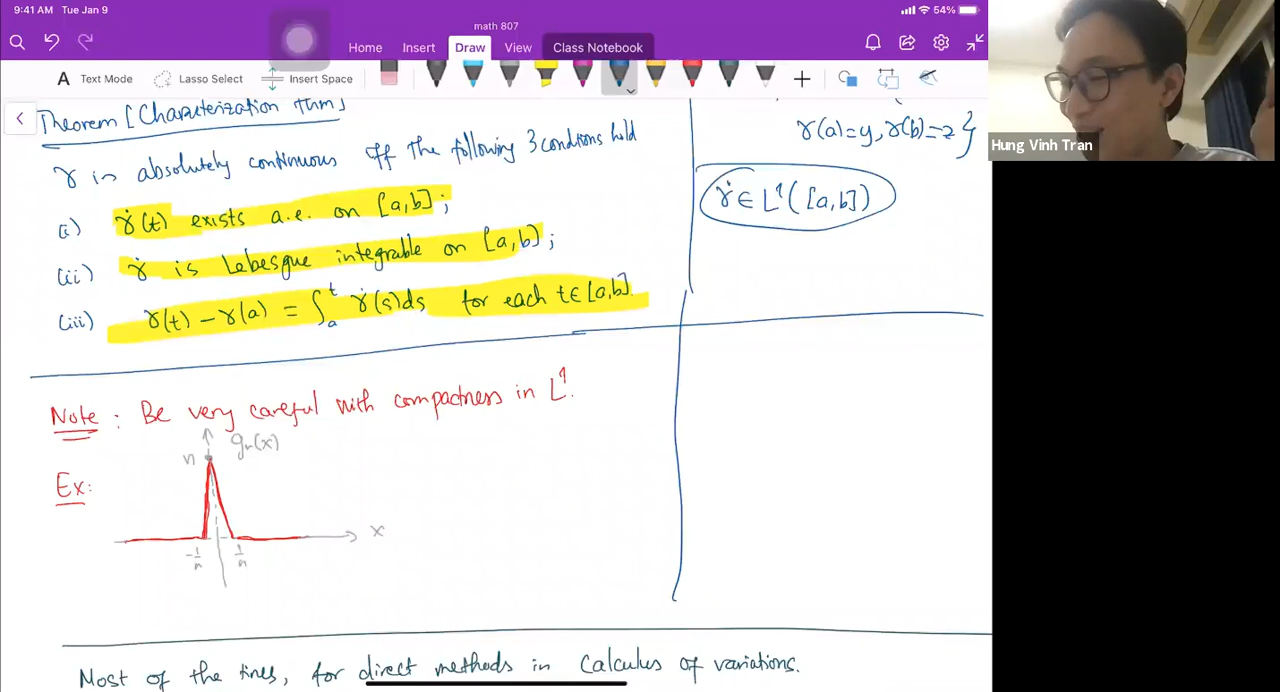 9:41 AM Tue Jan 9
54%
math 807
Home Insert Draw View Class Notebook
A Text Mode Lasso Select Insert Space
Theorem [Characterization thm]
γ is absolutely continuous iff the following 3 conditions hold
(i) γ̇(t) exists a.e. on [a,b];
(ii) γ̇ is Lebesgue integrable on [a,b];
(iii) γ(t) − γ(a) = ∫ₐᵗ γ̇(s)ds for each t∈[a,b].
γ(a)=y, γ(b)=z}
γ̇ ∈ L¹([a,b])
Hung Vinh Tran
Note: Be very careful with compactness in L¹.
Ex:
n gₙ(x)
x
-1/n 1/n
Most of the times, for direct methods in Calculus of variations.